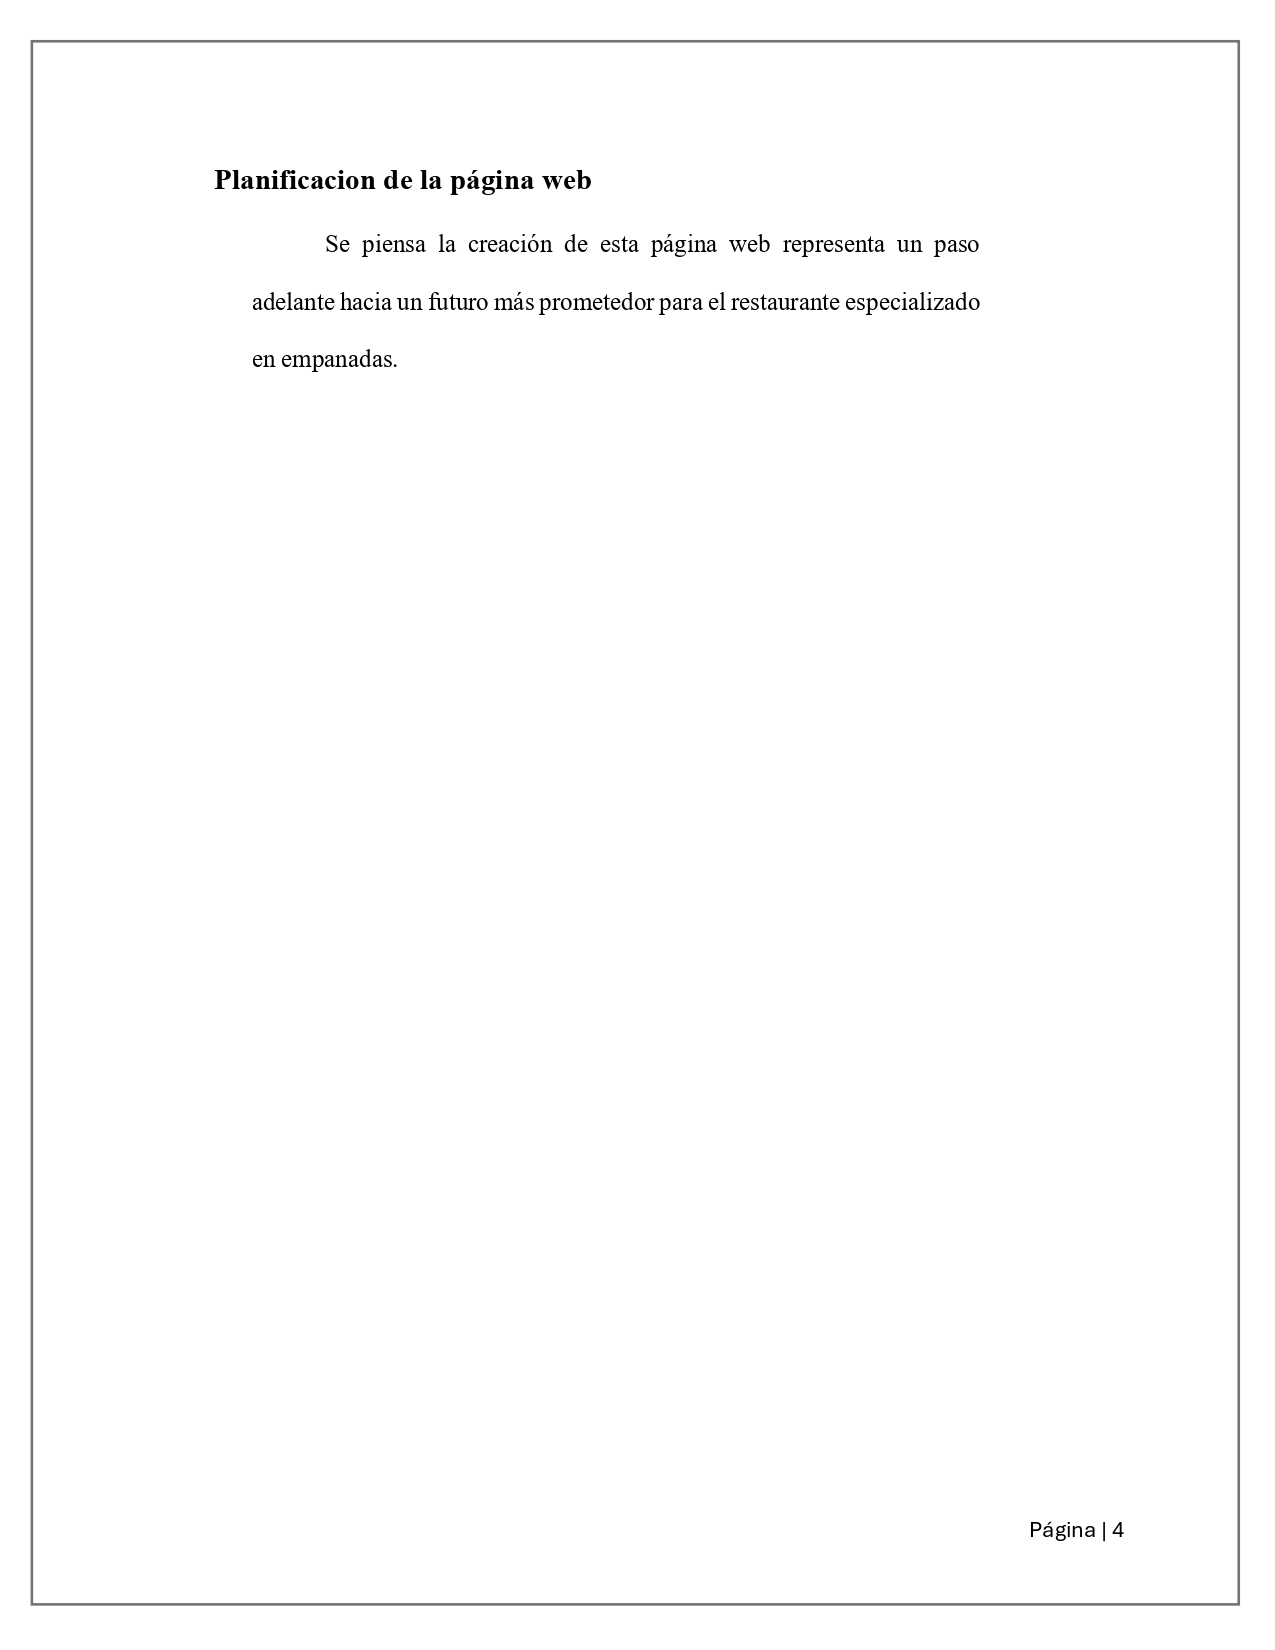 Planificacion de la página web
Se piensa la creación de esta página web representa un paso
adelante hacia un futuro más prometedor para el restaurante especializado
en empanadas.
Página | 4